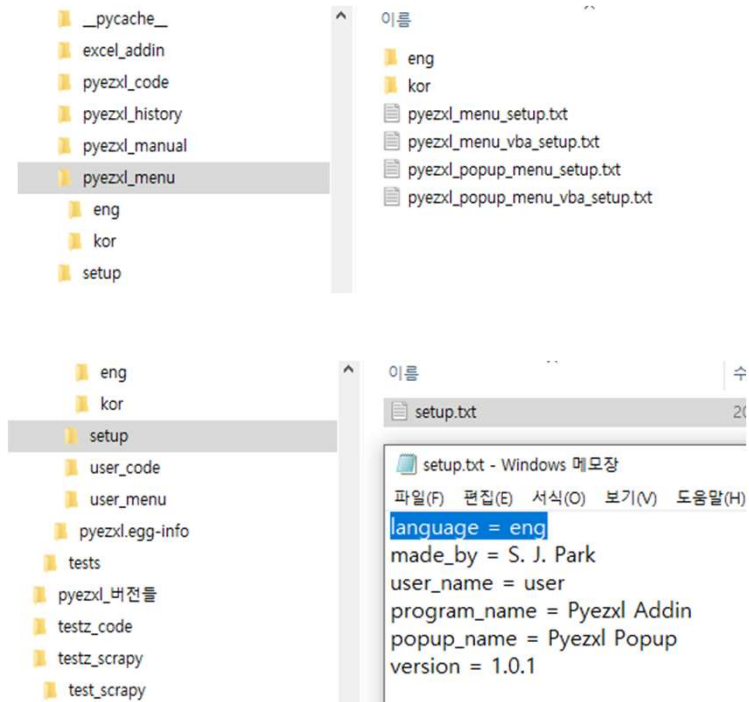 __pycache__
excel_addin
pyezxl_code
pyezxl_history
pyezxl_manual
pyezxl_menu
eng
kor
setup
이름
eng
kor
pyezxl_menu_setup.txt
pyezxl_menu_vba_setup.txt
pyezxl_popup_menu_setup.txt
pyezxl_popup_menu_vba_setup.txt
eng
kor
setup
user_code
user_menu
pyezxl.egg-info
tests
pyezxl_버전들
testz_code
testz_scrapy
test_scrapy
이름 수
setup.txt 20
setup.txt - Windows 메모장
파일(F) 편집(E) 서식(O) 보기(V) 도움말(H)
language = eng
made_by = S. J. Park
user_name = user
program_name = Pyezxl Addin
popup_name = Pyezxl Popup
version = 1.0.1